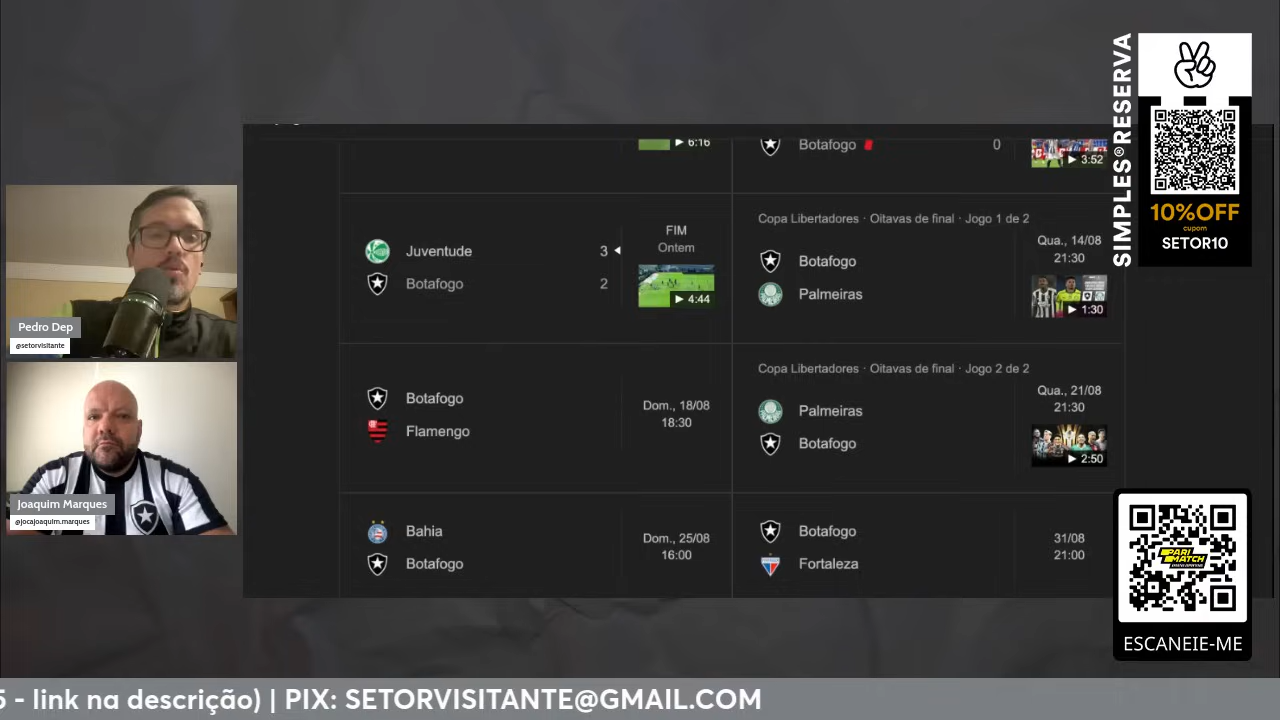 Pedro Dep
@setorvisitante
Joaquim Marques
@jocajoaquim.marques
6:16
Botafogo
0
3:52
Juventude
3
Botafogo
2
FIM
Ontem
4:44
Copa Libertadores · Oitavas de final · Jogo 1 de 2
Botafogo
Palmeiras
Qua., 14/08
21:30
1:30
Botafogo
Flamengo
Dom., 18/08
18:30
Copa Libertadores · Oitavas de final · Jogo 2 de 2
Palmeiras
Botafogo
Qua., 21/08
21:30
2:50
Bahia
Botafogo
Dom., 25/08
16:00
Botafogo
Fortaleza
31/08
21:00
SIMPLES®RESERVA
10%OFF
cupom
SETOR10
PARI
MATCH
ESCANEIE-ME
5 - link na descrição) | PIX: SETORVISITANTE@GMAIL.COM